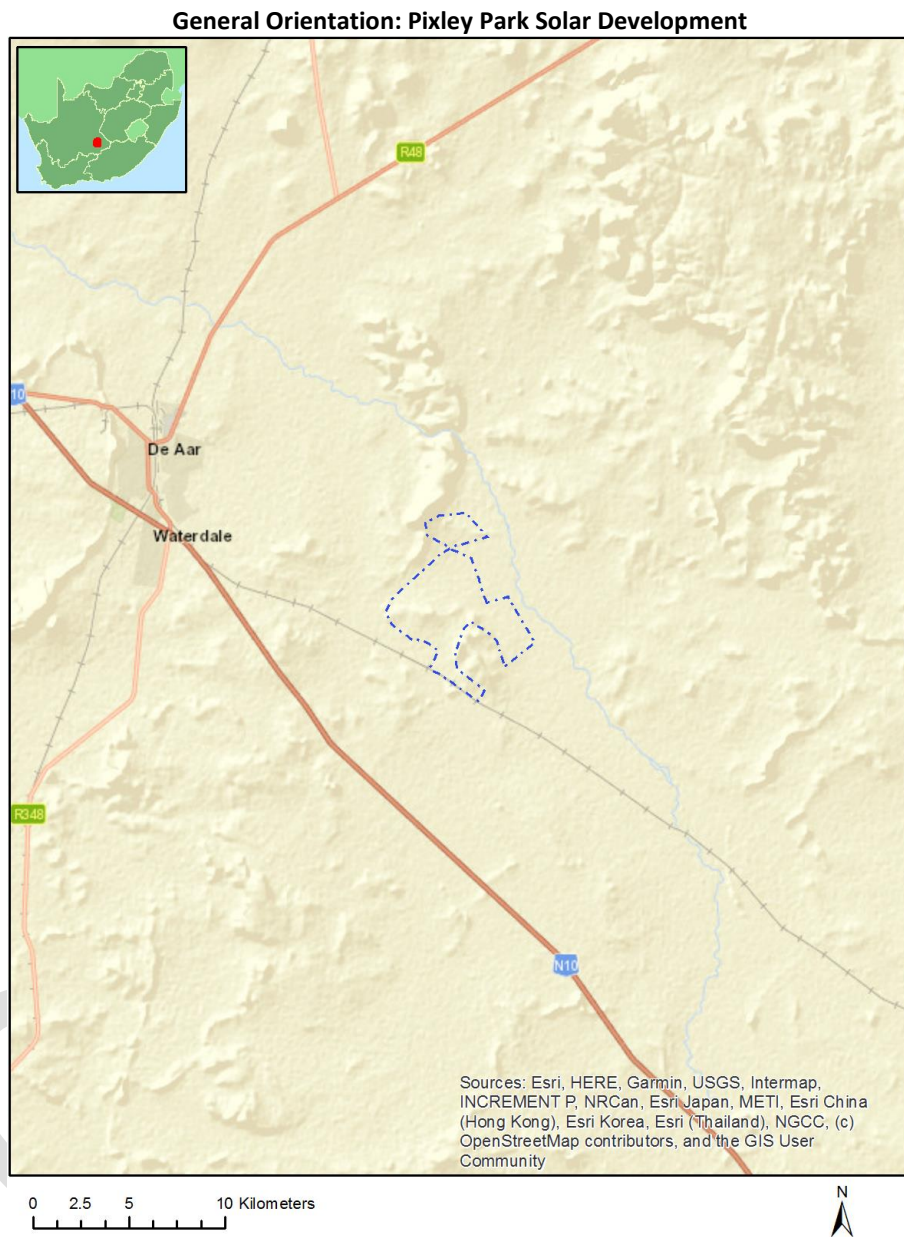 General Orientation: Pixley Park Solar Development
R48
10
De Aar
Waterdale
R348
N10
Sources: Esri, HERE, Garmin, USGS, Intermap,
INCREMENT P, NRCan, Esri Japan, METI, Esri China
(Hong Kong), Esri Korea, Esri (Thailand), NGCC, (c)
OpenStreetMap contributors, and the GIS User
Community
0 2.5 5 10 Kilometers
N